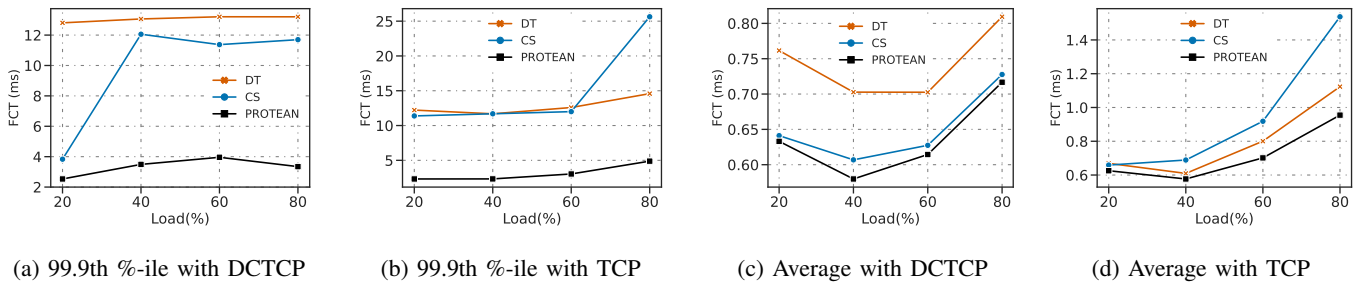 FCT (ms)
12
10
8
6
4
2
DT
CS
PROTEAN
20
40
60
80
Load(%)
(a) 99.9th %-ile with DCTCP
FCT (ms)
25
20
15
10
5
DT
CS
PROTEAN
20
40
60
80
Load(%)
(b) 99.9th %-ile with TCP
FCT (ms)
0.80
0.75
0.70
0.65
0.60
DT
CS
PROTEAN
20
40
60
80
Load(%)
(c) Average with DCTCP
FCT (ms)
1.4
1.2
1.0
0.8
0.6
DT
CS
PROTEAN
20
40
60
80
Load(%)
(d) Average with TCP